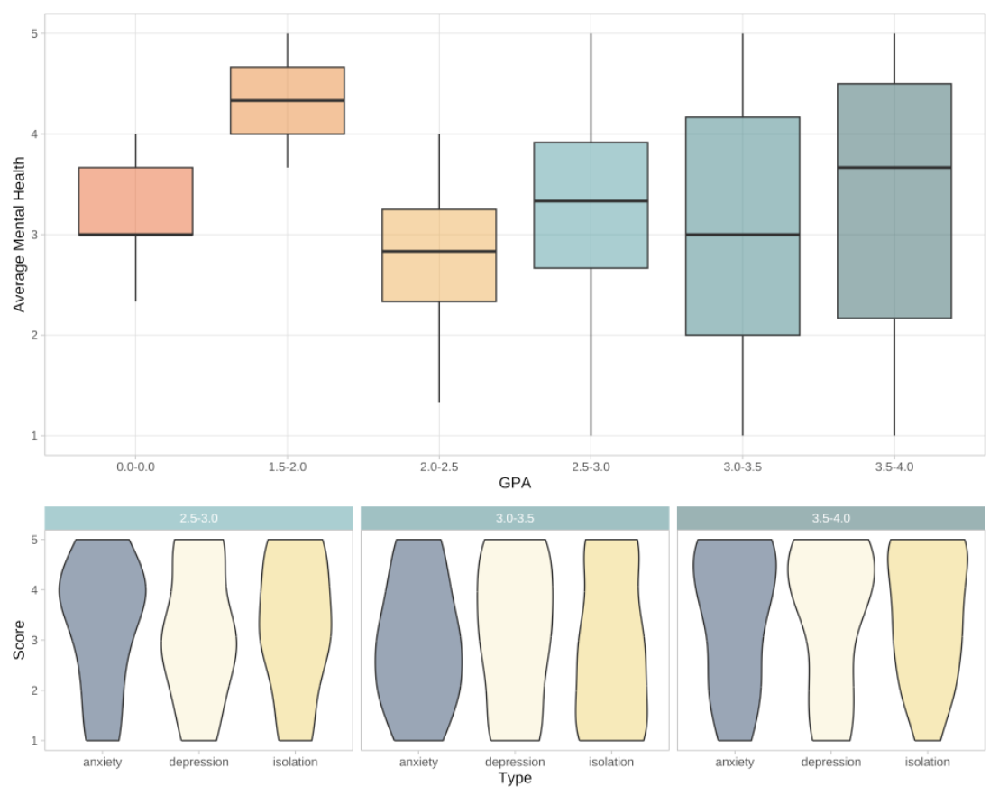 Average Mental Health
5
4
3
2
1
0.0-0.0 1.5-2.0 2.0-2.5 2.5-3.0 3.0-3.5 3.5-4.0
GPA
2.5-3.0 3.0-3.5 3.5-4.0
Score
5
4
3
2
1
anxiety depression isolation anxiety depression isolation anxiety depression isolation
Type